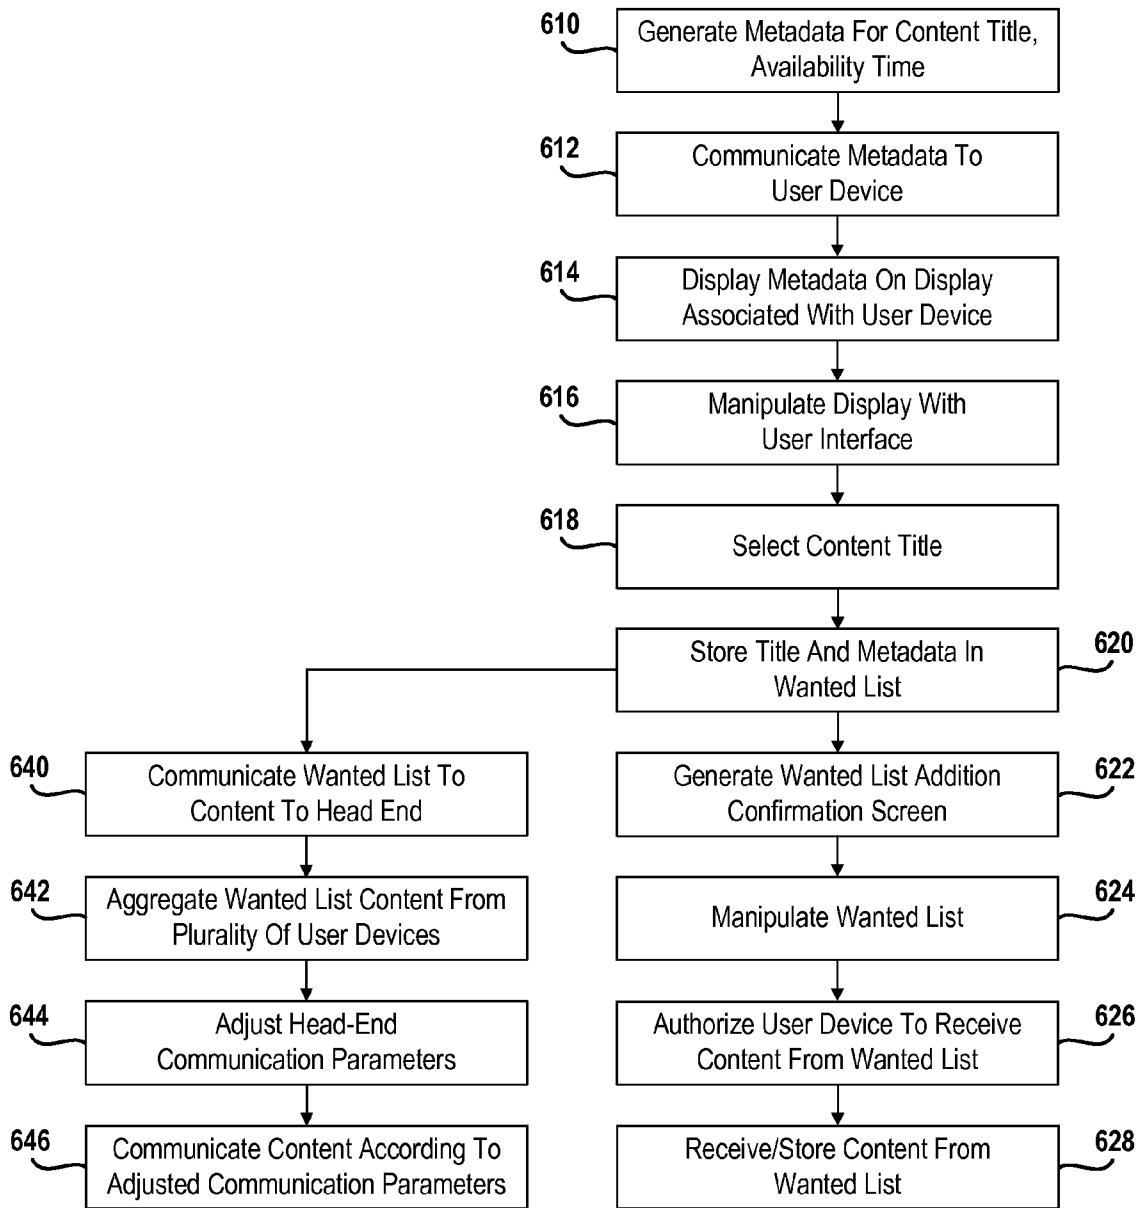 610
Generate Metadata For Content Title,
Availability Time
612
Communicate Metadata To
User Device
614
Display Metadata On Display
Associated With User Device
616
Manipulate Display With
User Interface
618
Select Content Title
620
Store Title And Metadata In
Wanted List
640
Communicate Wanted List To
Content To Head End
622
Generate Wanted List Addition
Confirmation Screen
642
Aggregate Wanted List Content From
Plurality Of User Devices
624
Manipulate Wanted List
644
Adjust Head-End
Communication Parameters
626
Authorize User Device To Receive
Content From Wanted List
646
Communicate Content According To
Adjusted Communication Parameters
628
Receive/Store Content From
Wanted List